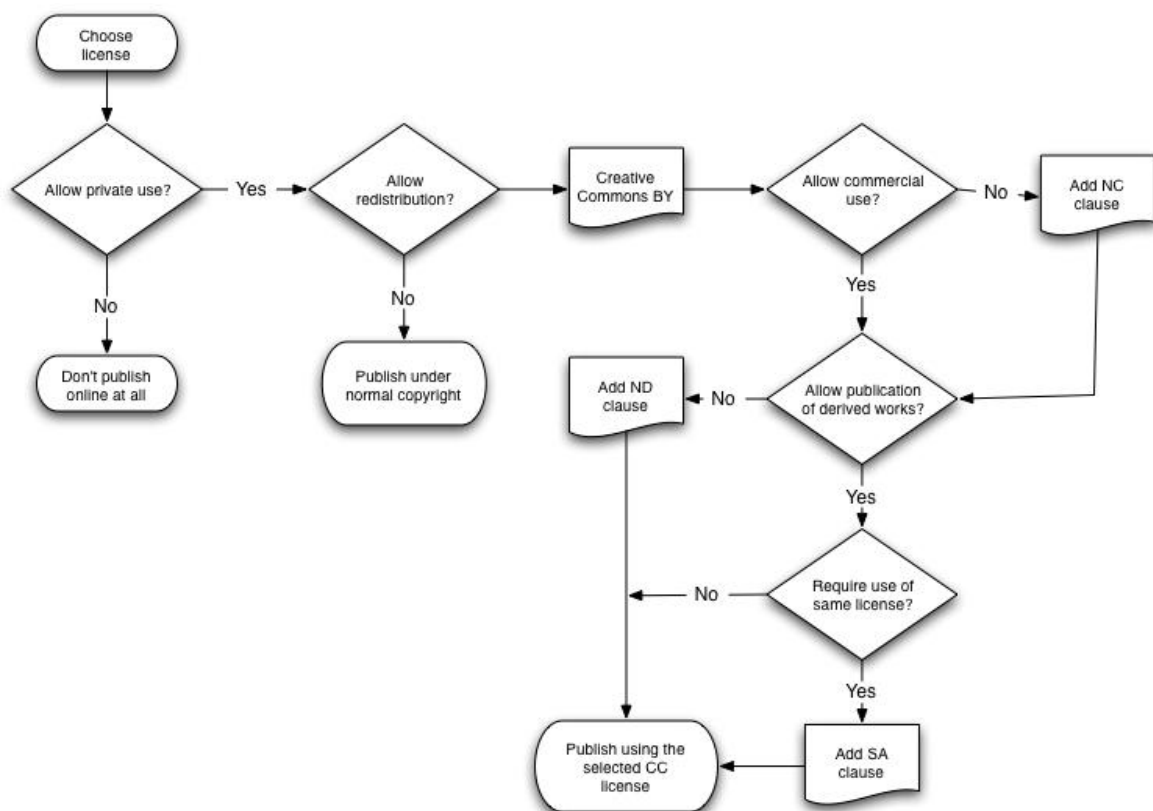 Choose
license
Allow private use?
Yes
Allow
redistribution?
Creative
Commons BY
Allow commercial
use?
No
Add NC
clause
No
Don't publish
online at all
No
Publish under
normal copyright
Yes
Add ND
clause
No
Allow publication
of derived works?
Yes
Require use of
same license?
No
Yes
Add SA
clause
Publish using the
selected CC
license